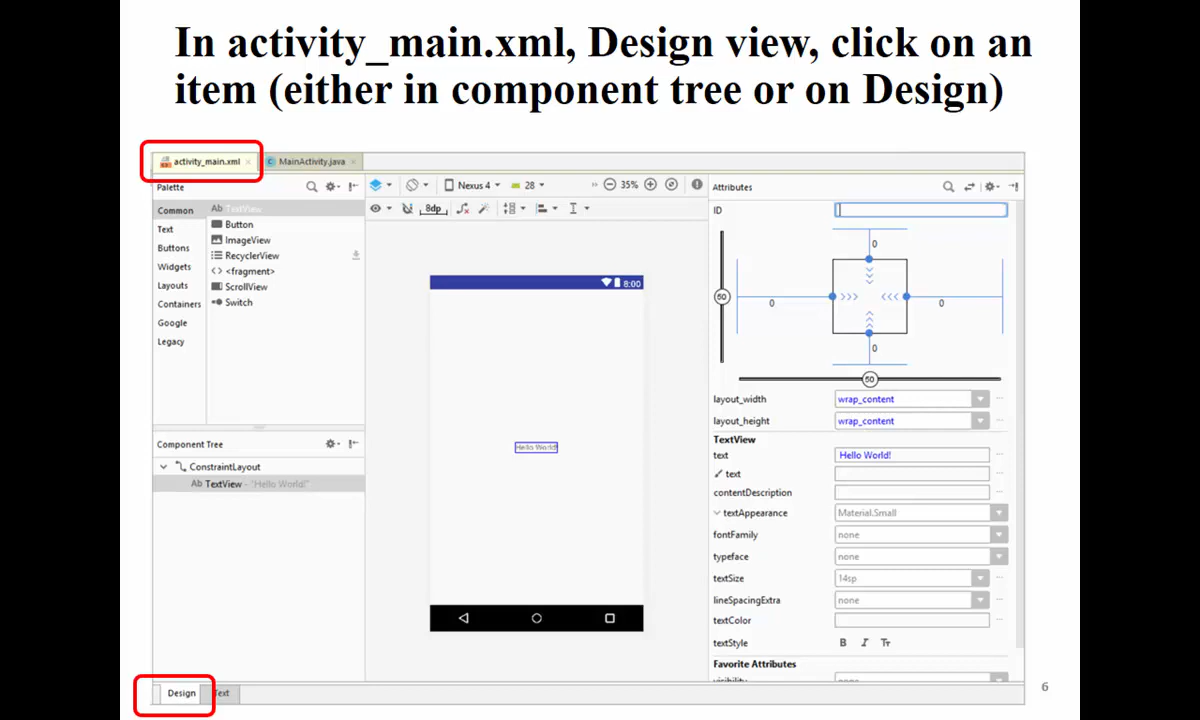 In activity_main.xml, Design view, click on an
item (either in component tree or on Design)
activity_main.xml
MainActivity.java
Palette
Nexus 4
28
35%
Attributes
Common
Text
Buttons
Widgets
Layouts
Containers
Google
Legacy
Ab TextView
Button
ImageView
RecyclerView
<fragment>
ScrollView
Switch
8dp
8:00
Hello World!
Component Tree
ConstraintLayout
Ab TextView - "Hello World!"
ID
0
50
0
0
0
50
layout_width wrap_content
layout_height wrap_content
TextView
text Hello World!
text
contentDescription
textAppearance Material.Small
fontFamily none
typeface none
textSize 14sp
lineSpacingExtra none
textColor
textStyle B I Tr
Favorite Attributes
visibility
Design
Text
6